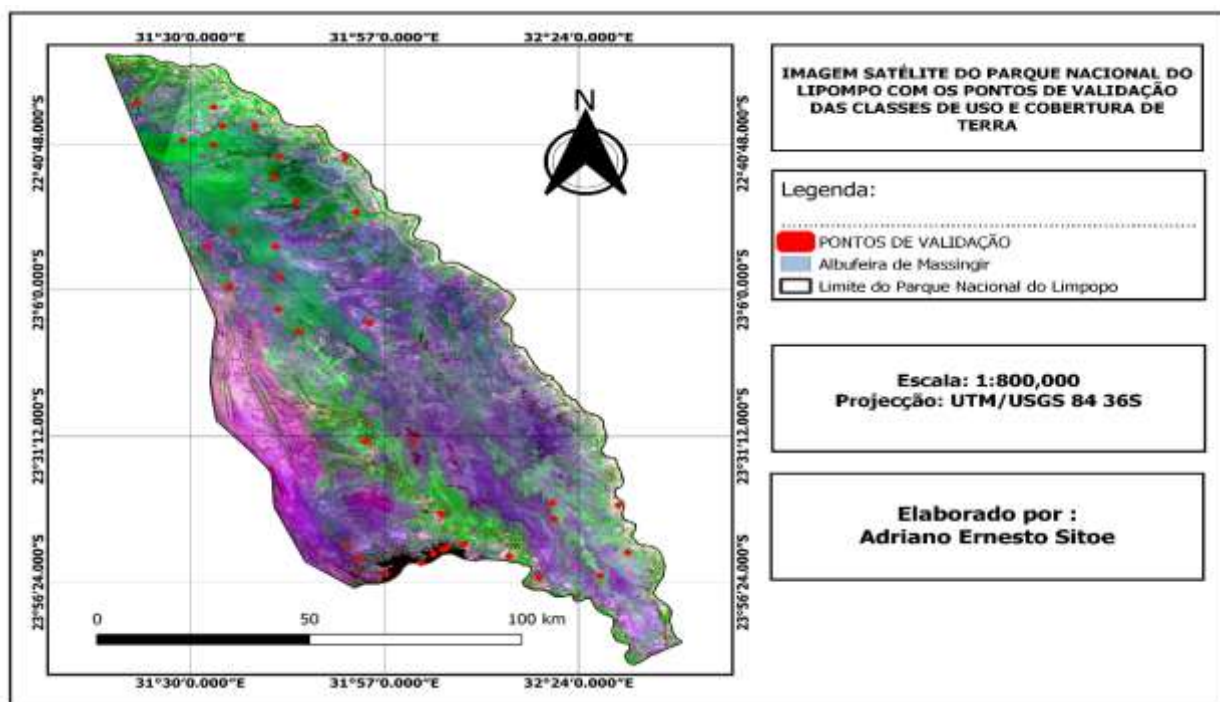 31°30'0.000"E 31°57'0.000"E 32°24'0.000"E
22°40'48.000"S
23°6'0.000"S
23°31'12.000"S
23°56'24.000"S
N
22°40'48.000"S
23°6'0.000"S
23°31'12.000"S
23°56'24.000"S
0 50 100 km
31°30'0.000"E 31°57'0.000"E 32°24'0.000"E
IMAGEM SATÉLITE DO PARQUE NACIONAL DO
LIPOMPO COM OS PONTOS DE VALIDAÇÃO
DAS CLASSES DE USO E COBERTURA DE
TERRA
Legenda:
PONTOS DE VALIDAÇÃO
Albufeira de Massingir
Limite do Parque Nacional do Limpopo
Escala: 1:800,000
Projecção: UTM/USGS 84 36S
Elaborado por :
Adriano Ernesto Sitoe